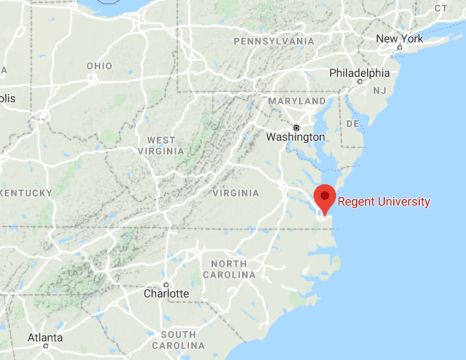 CT
New York
PENNSYLVANIA
OHIO
Philadelphia
NJ
MARYLAND
olis
DE
Washington
WEST
VIRGINIA
KENTUCKY
VIRGINIA
Regent University
NORTH
CAROLINA
Charlotte
SOUTH
CAROLINA
Atlanta